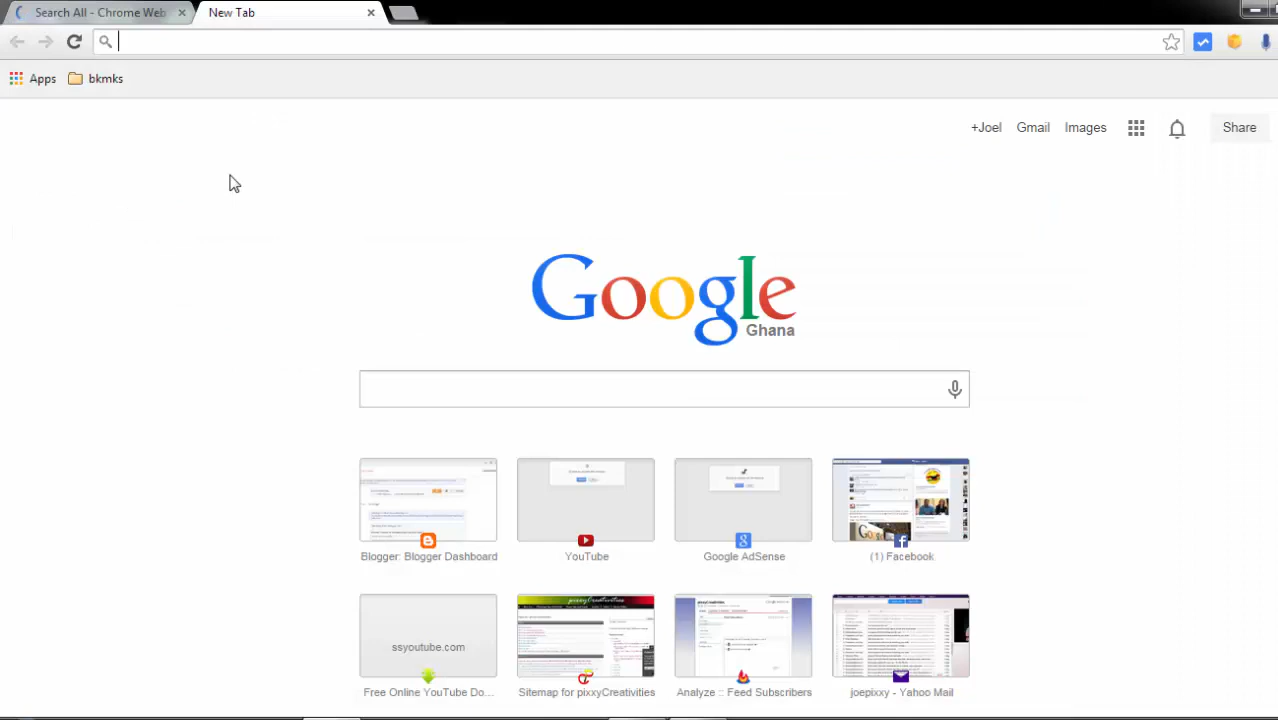 Search All - Chrome Web
New Tab
Apps
bkmks
+Joel
Gmail
Images
Share
Google
Ghana
Blogger: Blogger Dashboard
YouTube
Google AdSense
(1) Facebook
ssyoutube.com
Free Online YouTube Do...
Sitemap for pixxyCreativities
Analyze :: Feed Subscribers
joepixxy - Yahoo Mail